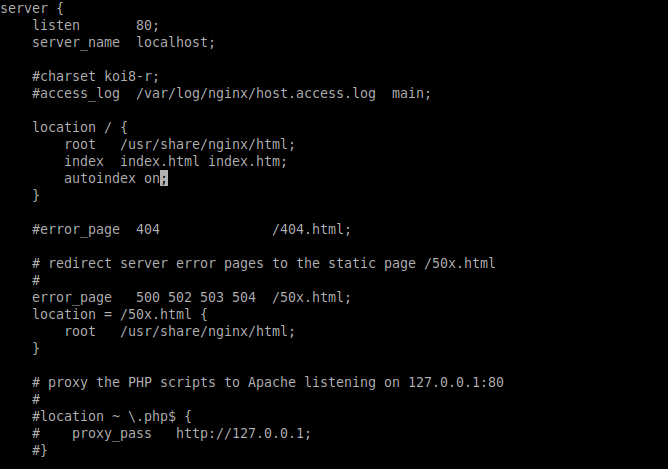 server {
    listen       80;
    server_name  localhost;

    #charset koi8-r;
    #access_log  /var/log/nginx/host.access.log  main;

    location / {
        root   /usr/share/nginx/html;
        index  index.html index.htm;
        autoindex on;
    }

    #error_page  404              /404.html;

    # redirect server error pages to the static page /50x.html
    #
    error_page   500 502 503 504  /50x.html;
    location = /50x.html {
        root   /usr/share/nginx/html;
    }

    # proxy the PHP scripts to Apache listening on 127.0.0.1:80
    #
    #location ~ \.php$ {
    #    proxy_pass   http://127.0.0.1;
    #}